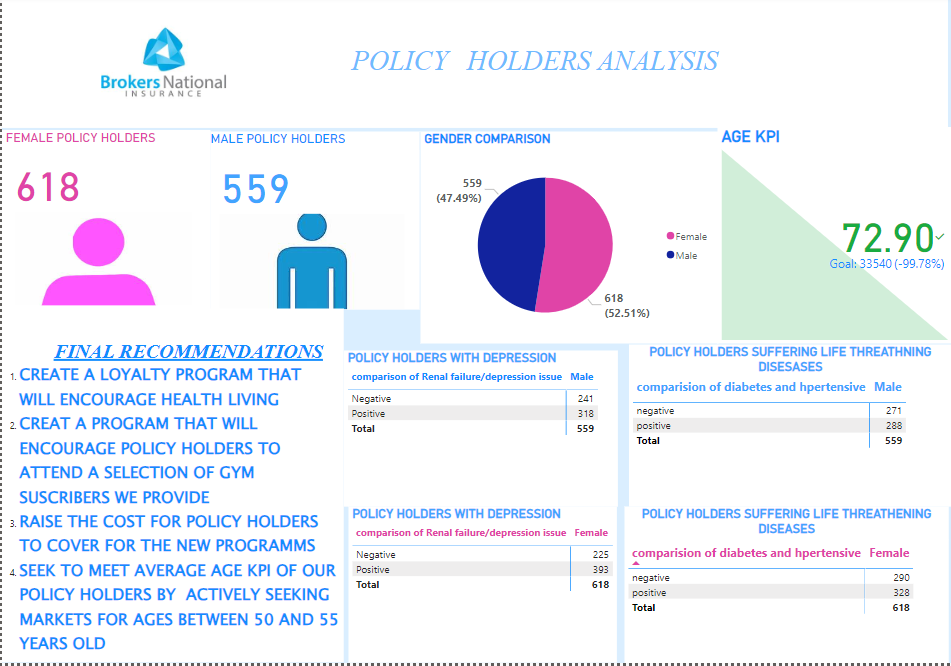 Brokers National
INSURANCE
POLICY HOLDERS ANALYSIS
FEMALE POLICY HOLDERS
618
MALE POLICY HOLDERS
559
GENDER COMPARISON
559
(47.49%)
618
(52.51%)
Female
Male
AGE KPI
72.90✓
Goal: 33540 (-99.78%)
FINAL RECOMMENDATIONS
1. CREATE A LOYALTY PROGRAM THAT
WILL ENCOURAGE HEALTH LIVING
2. CREAT A PROGRAM THAT WILL
ENCOURAGE POLICY HOLDERS TO
ATTEND A SELECTION OF GYM
SUSCRIBERS WE PROVIDE
3. RAISE THE COST FOR POLICY HOLDERS
TO COVER FOR THE NEW PROGRAMMS
4. SEEK TO MEET AVERAGE AGE KPI OF OUR
POLICY HOLDERS BY ACTIVELY SEEKING
MARKETS FOR AGES BETWEEN 50 AND 55
YEARS OLD
POLICY HOLDERS WITH DEPRESSION
comparison of Renal failure/depression issue Male
Negative 241
Positive 318
Total 559
POLICY HOLDERS SUFFERING LIFE THREATHNING
DISESASES
comparision of diabetes and hpertensive Male
negative 271
positive 288
Total 559
POLICY HOLDERS WITH DEPRESSION
comparison of Renal failure/depression issue Female
Negative 225
Positive 393
Total 618
POLICY HOLDERS SUFFERING LIFE THREATHENING
DISEASES
comparision of diabetes and hpertensive Female
negative 290
positive 328
Total 618